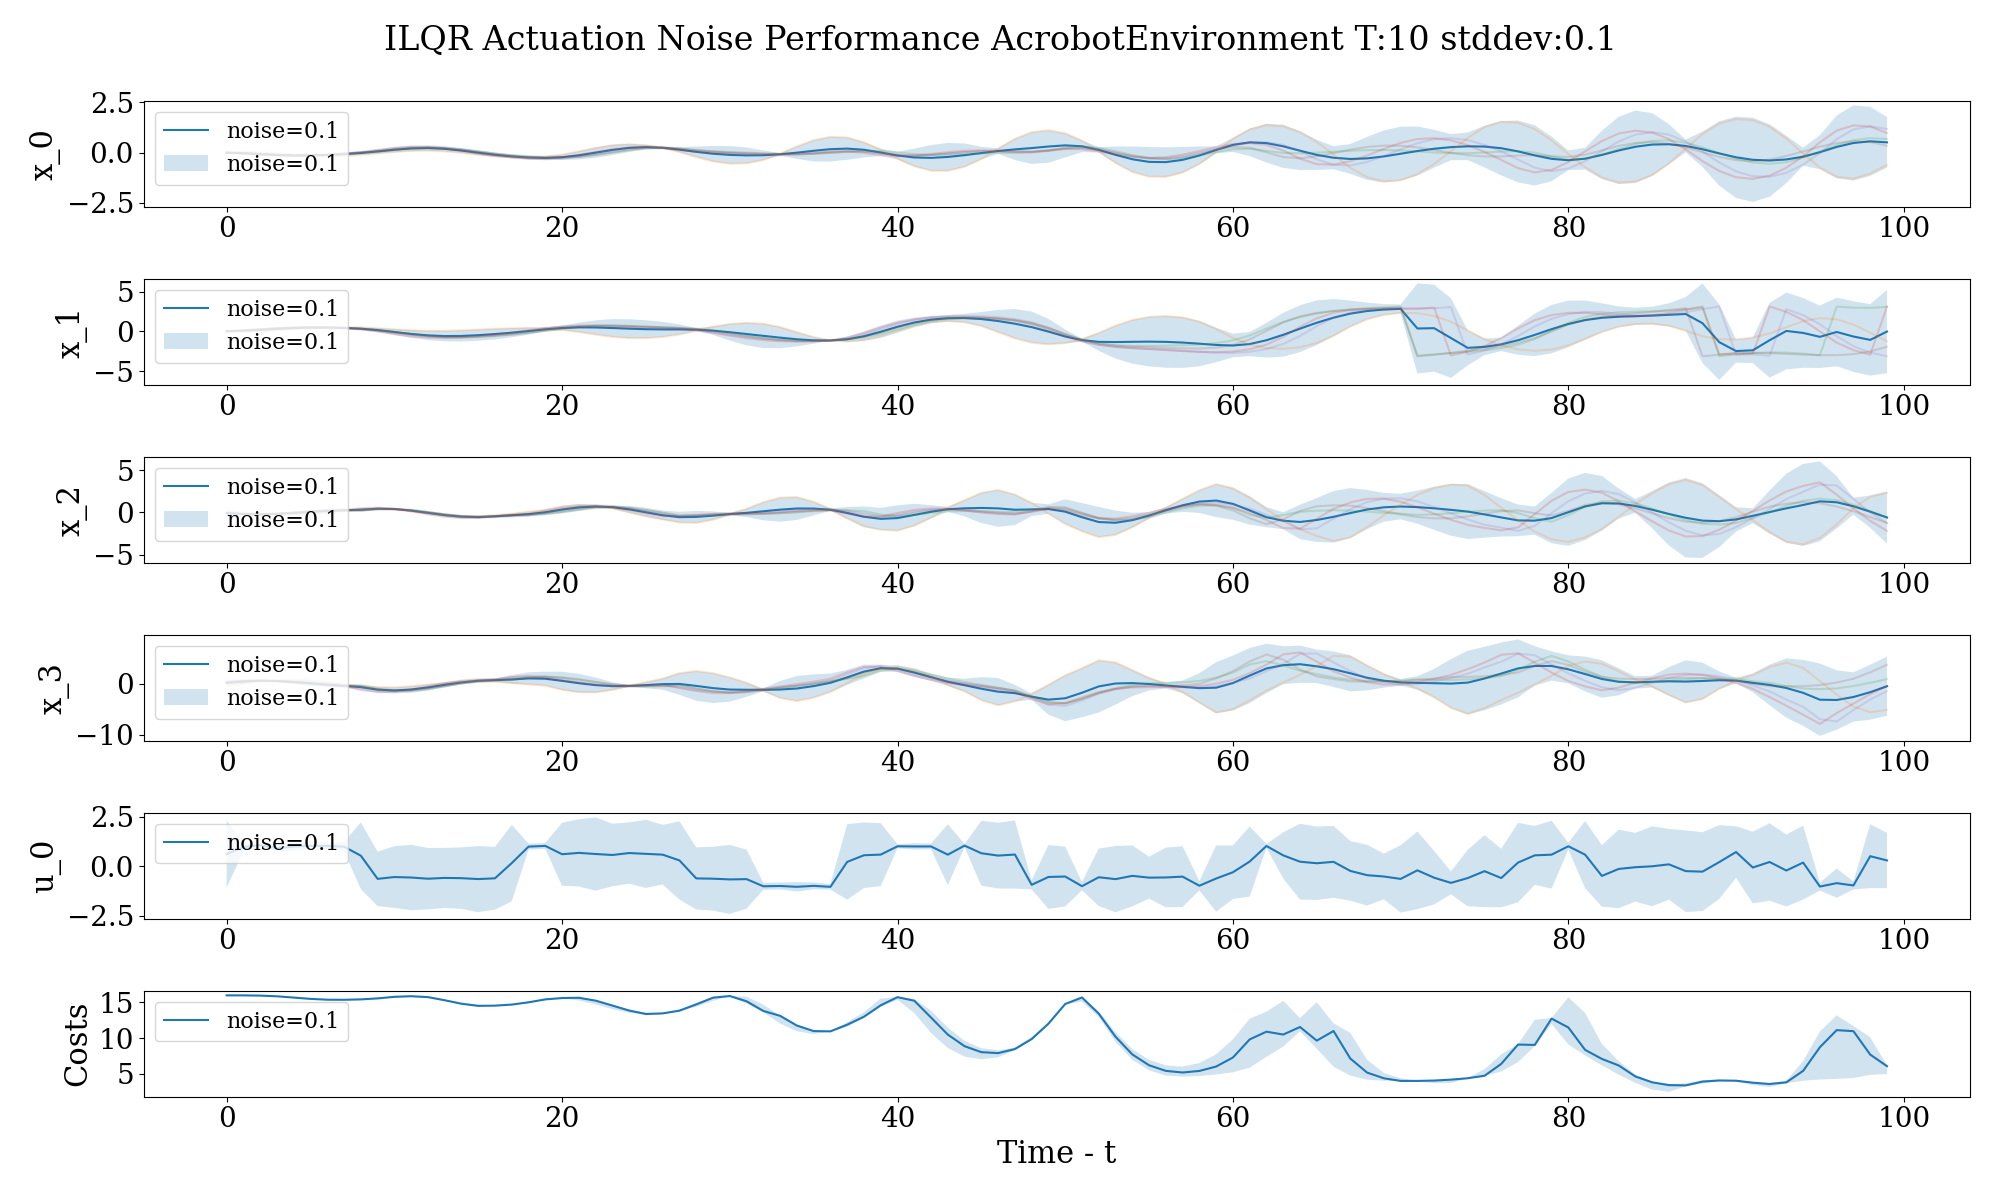 ILQR Actuation Noise Performance AcrobotEnvironment T:10 stddev:0.1
x_0
2.5
0.0
−2.5
noise=0.1
noise=0.1
0 20 40 60 80 100
x_1
5
0
−5
noise=0.1
noise=0.1
0 20 40 60 80 100
x_2
5
0
−5
noise=0.1
noise=0.1
0 20 40 60 80 100
x_3
0
−10
noise=0.1
noise=0.1
0 20 40 60 80 100
u_0
2.5
0.0
−2.5
noise=0.1
0 20 40 60 80 100
Costs
15
10
5
noise=0.1
0 20 40 60 80 100
Time - t